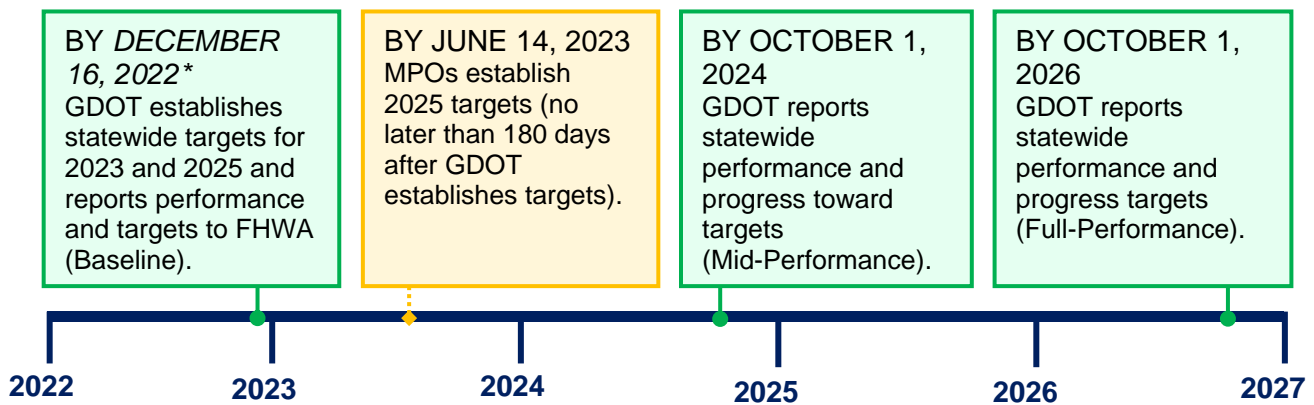 BY DECEMBER
16, 2022*
GDOT establishes
statewide targets for
2023 and 2025 and
reports performance
and targets to FHWA
(Baseline).
BY JUNE 14, 2023
MPOs establish
2025 targets (no
later than 180 days
after GDOT
establishes targets).
BY OCTOBER 1,
2024
GDOT reports
statewide
performance and
progress toward
targets
(Mid-Performance).
BY OCTOBER 1,
2026
GDOT reports
statewide
performance and
progress targets
(Full-Performance).
2022
2023
2024
2025
2026
2027